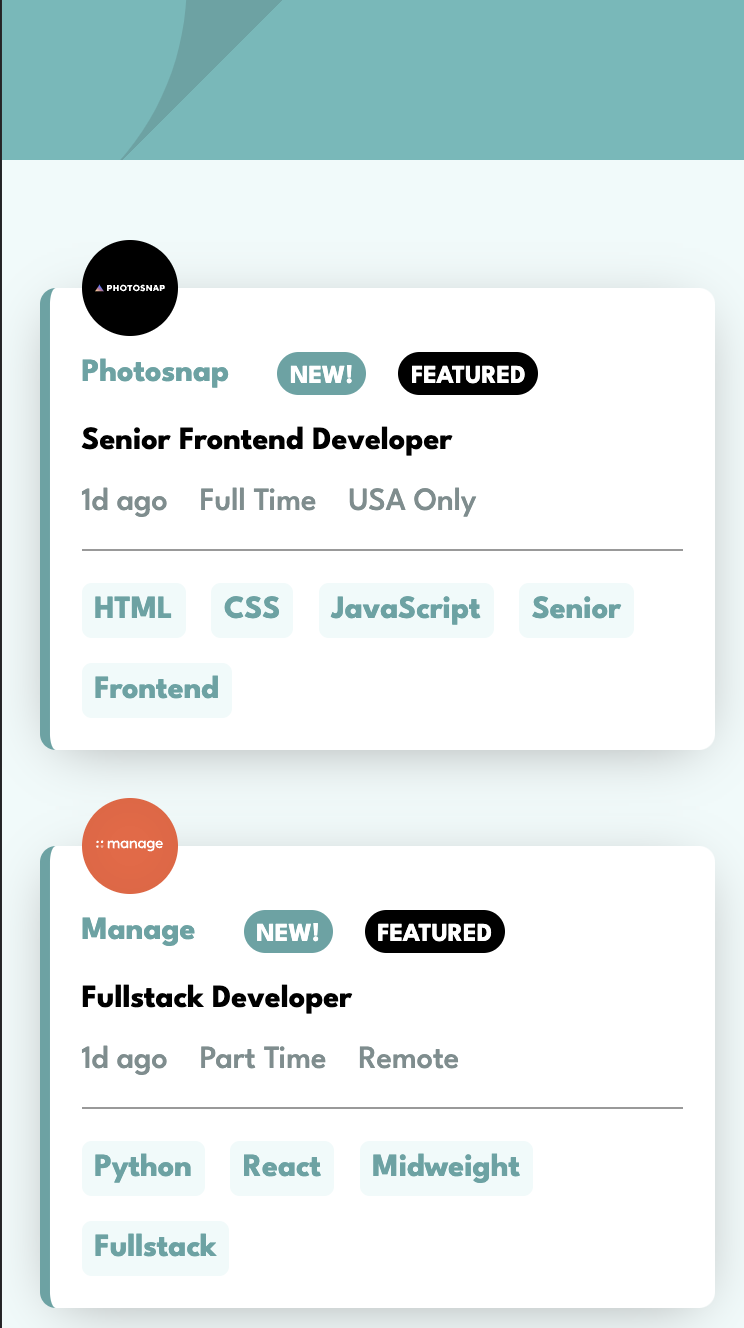 PHOTOSNAP
Photosnap NEW! FEATURED
Senior Frontend Developer
1d ago Full Time USA Only
HTML CSS JavaScript Senior
Frontend
manage
Manage NEW! FEATURED
Fullstack Developer
1d ago Part Time Remote
Python React Midweight
Fullstack